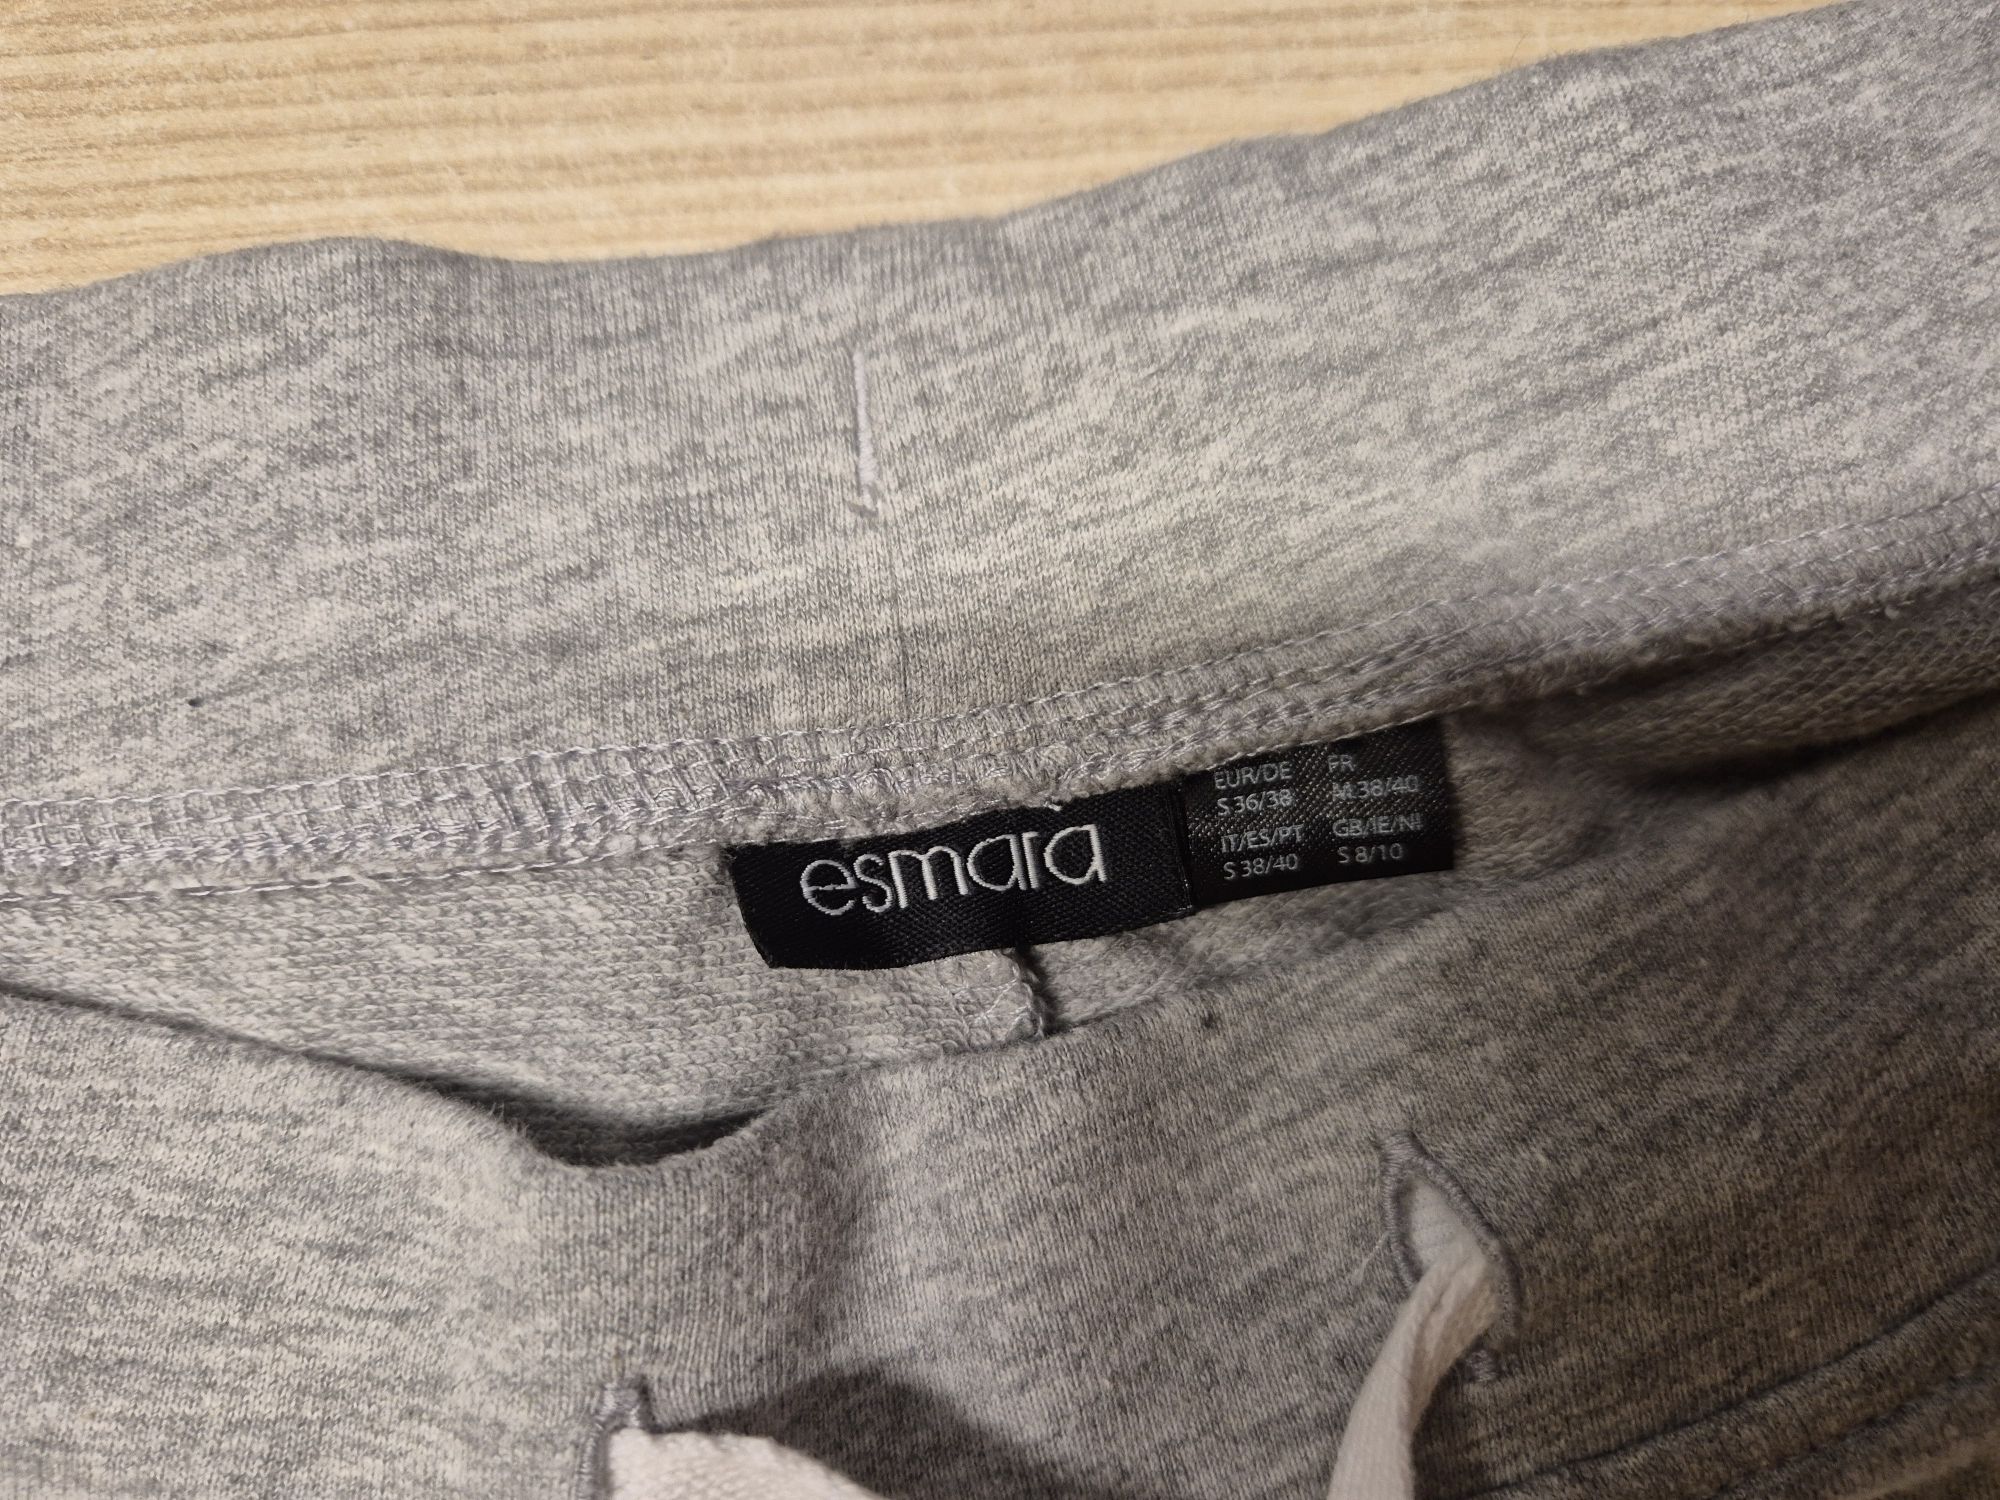 esmara
EUR/DE
S 36/38
FR
M 38/40
IT/ES/PT
S 38/40
GB/IE/NI
S 8/10